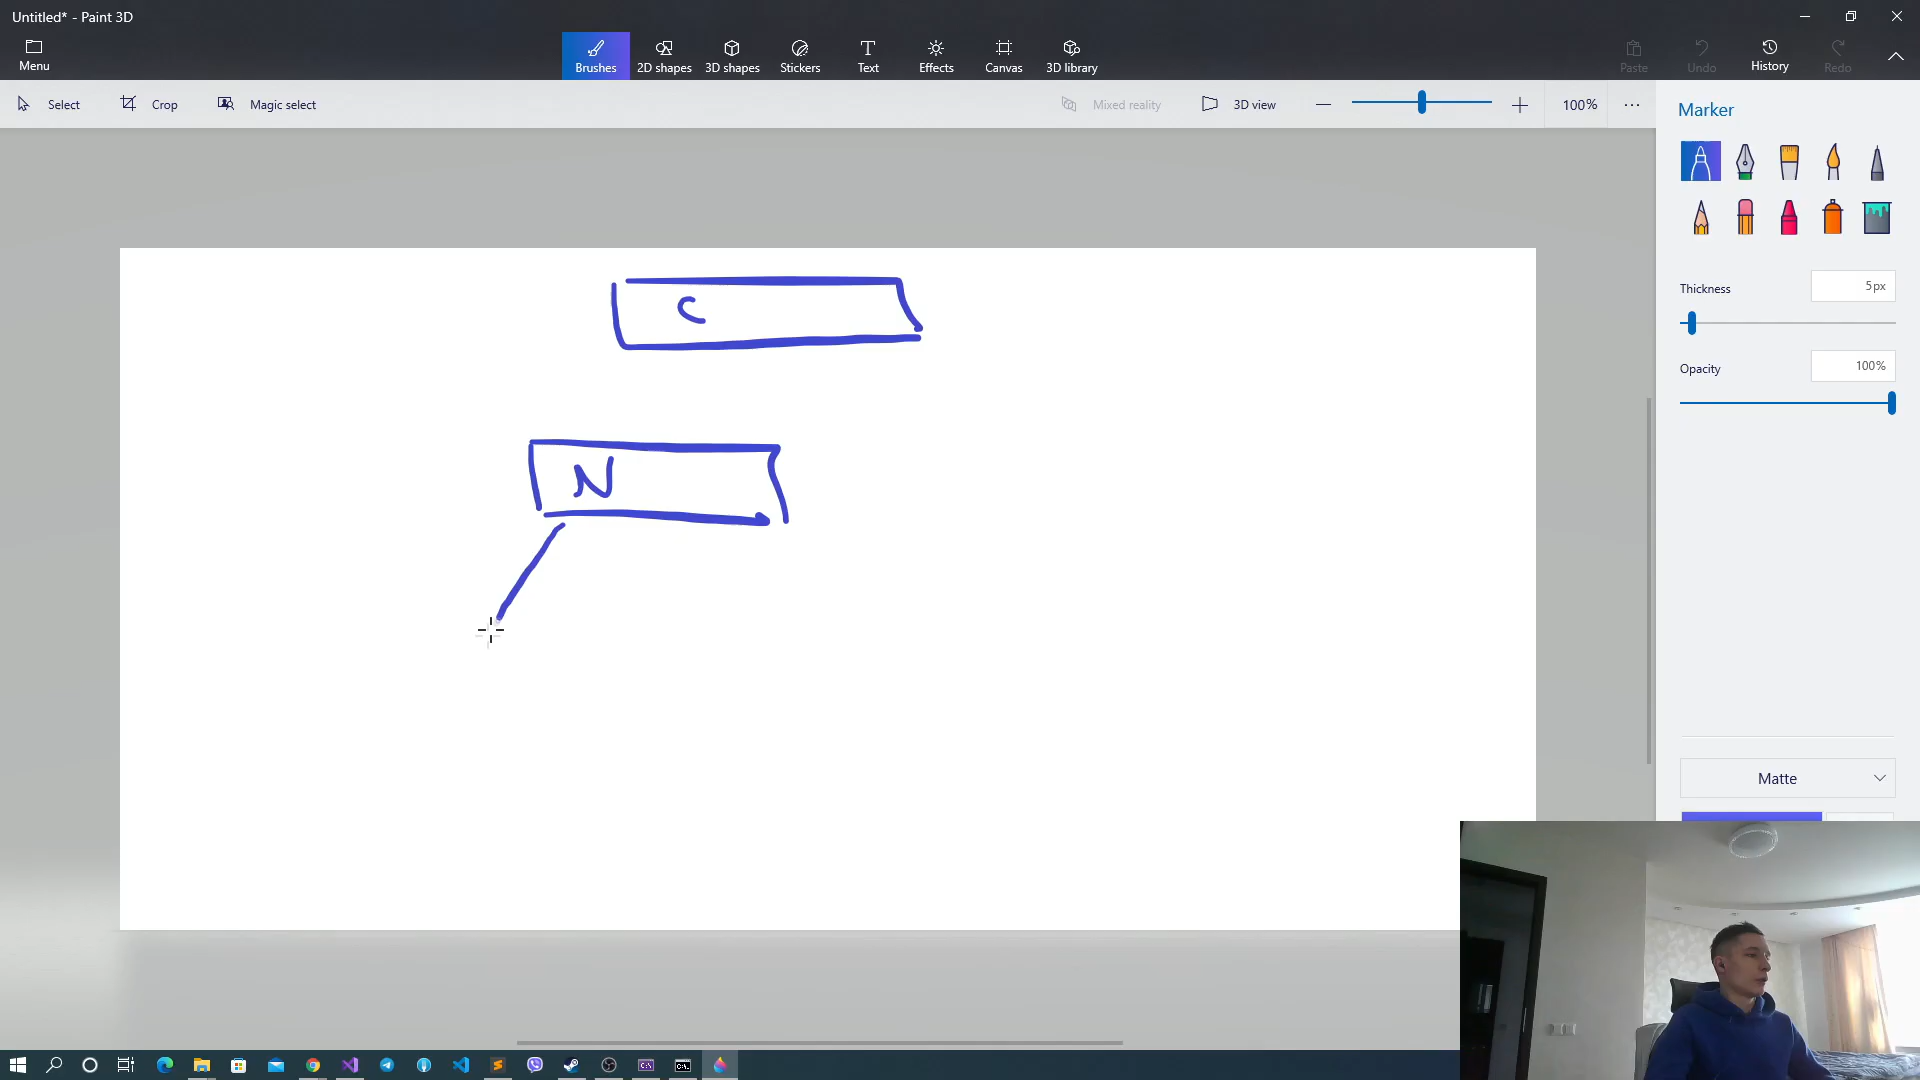 Untitled* - Paint 3D
Menu
Brushes
2D shapes
3D shapes
Stickers
Text
Effects
Canvas
3D library
Paste
Undo
History
Redo
Select
Crop
Magic select
Mixed reality
3D view
100%
Marker
Thickness
5px
Opacity
100%
Matte
C
N